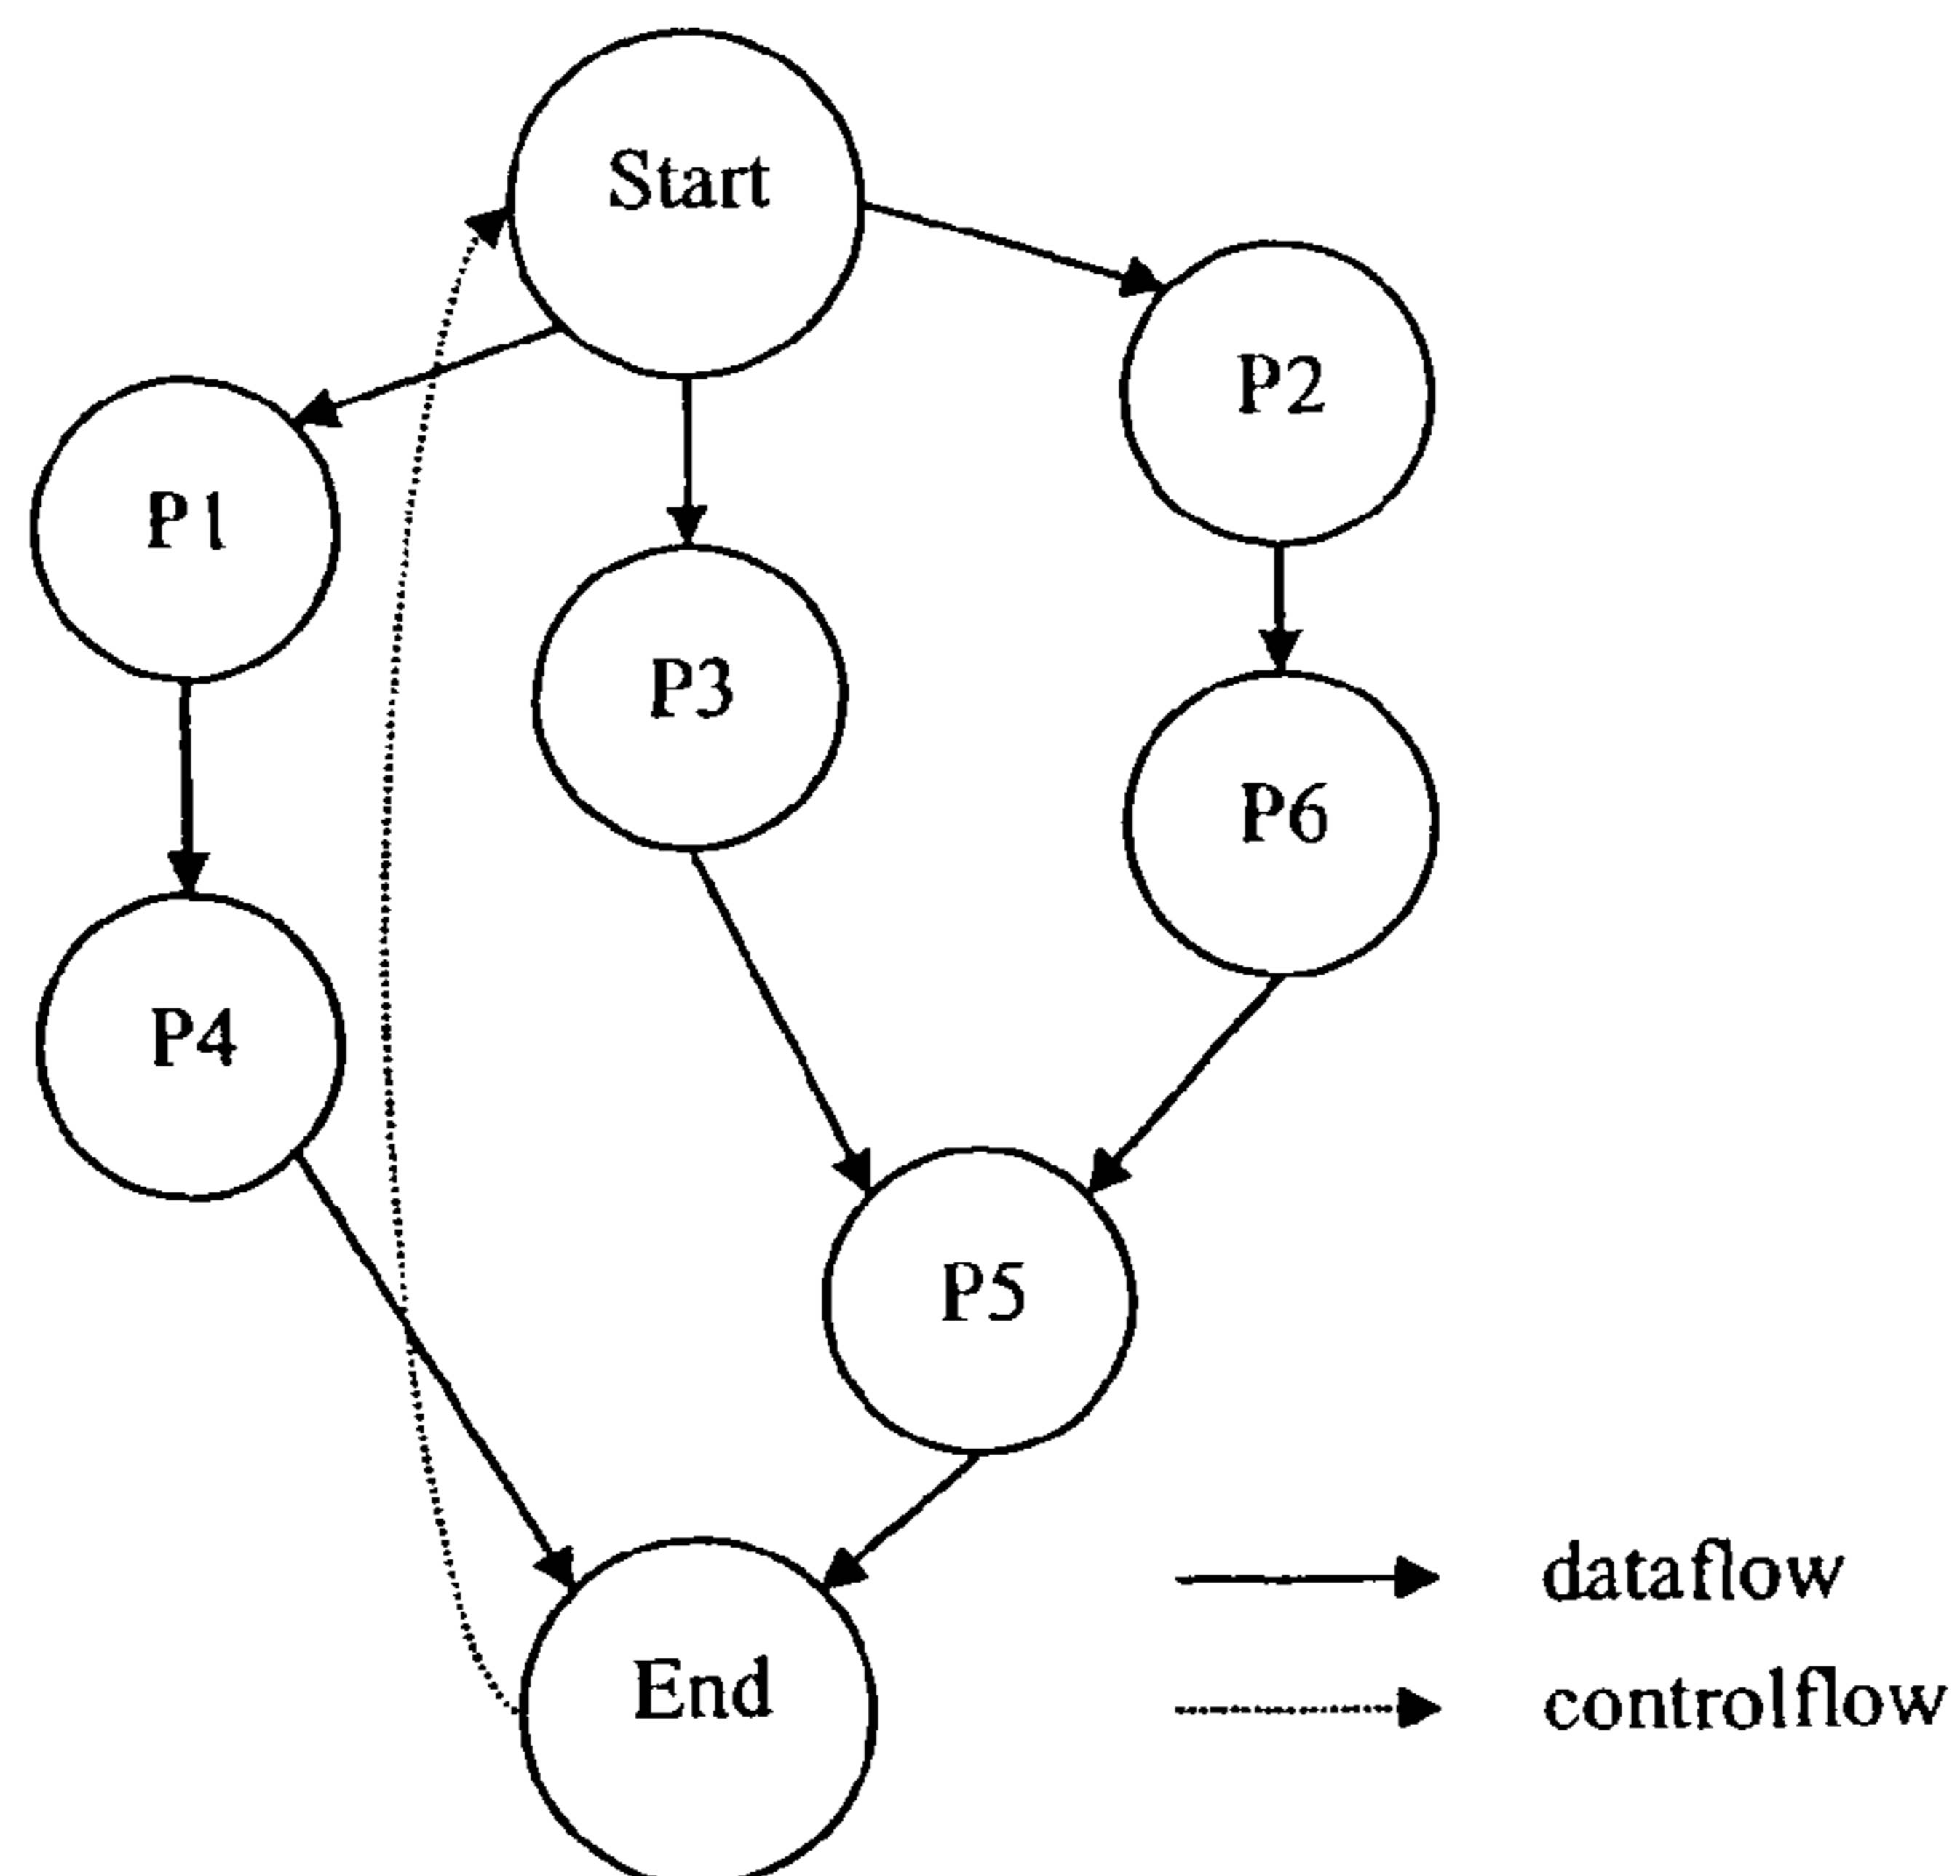 Start
P2
P1
P3
P6
P4
P5
dataflow
End
controlflow